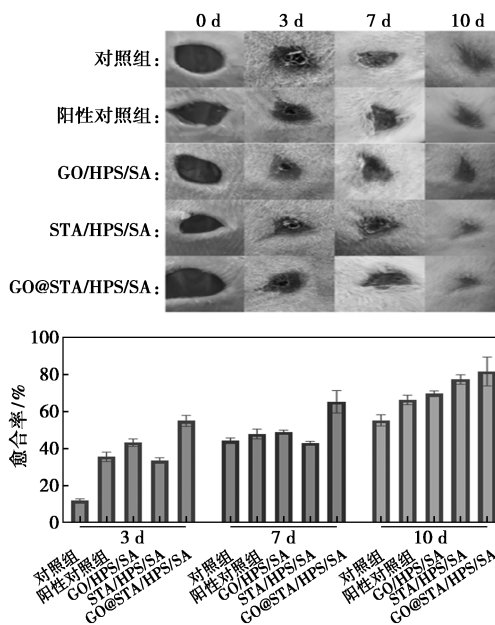 0 d 3 d 7 d 10 d
对照组：
阳性对照组：
GO/HPS/SA：
STA/HPS/SA：
GO@STA/HPS/SA：
100
80
60
40
20
0
愈合率/%
对照组
阳性对照组
GO/HPS/SA
STA/HPS/SA
GO@STA/HPS/SA
3 d
对照组
阳性对照组
GO/HPS/SA
STA/HPS/SA
GO@STA/HPS/SA
7 d
对照组
阳性对照组
GO/HPS/SA
STA/HPS/SA
GO@STA/HPS/SA
10 d